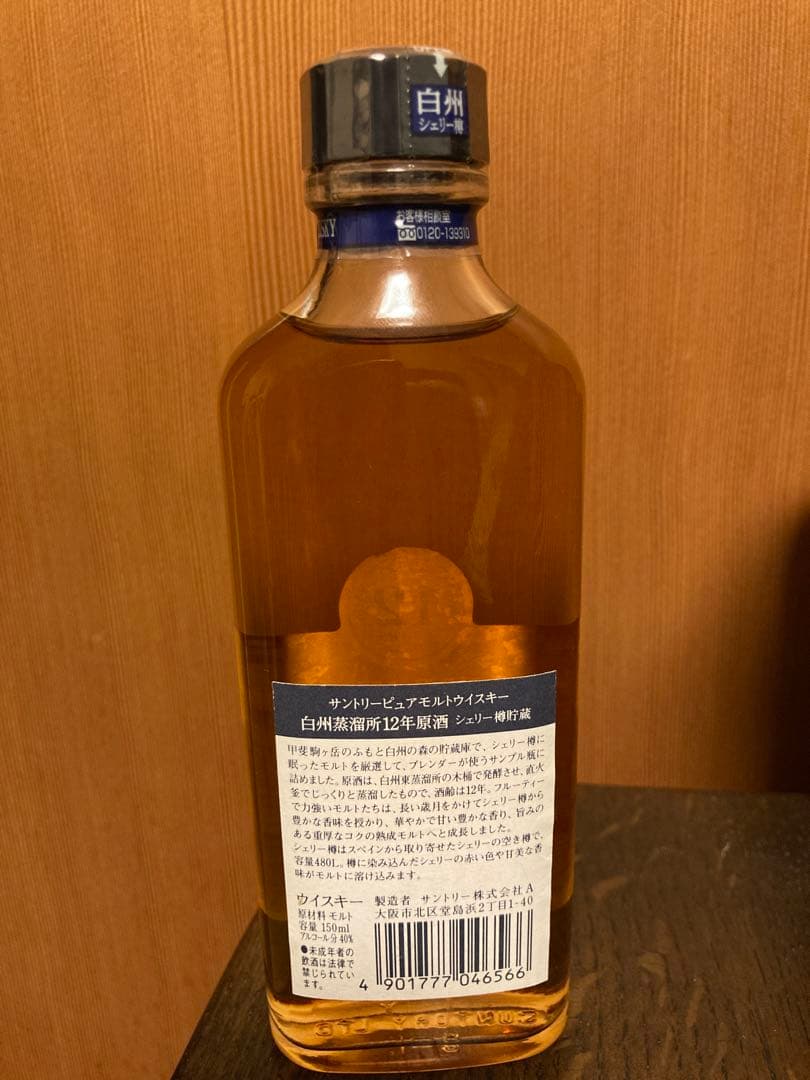 白州
シェリー樽
お客様相談室
0120-139310
サントリーピュアモルトウイスキー
白州蒸溜所12年原酒 シェリー樽貯蔵
甲斐駒ヶ岳のふもと白州の森の貯蔵庫で、シェリー樽に
眠ったモルトを厳選して、ブレンダーが使うサンプル瓶に
詰めました。原酒は、白州東蒸溜所の木桶で発酵させ、直火
釜でじっくりと蒸溜したもので、酒齢は12年。フルーティー
で力強いモルトたちは、長い歳月をかけてシェリー樽から
豊かな香味を授かり、華やかで甘い豊かな香り、旨みの
ある重厚なコクの熟成モルトへと成長しました。
シェリー樽はスペインから取り寄せたシェリーの空き樽で、
容量480L。樽に染み込んだシェリーの赤い色や甘美な香
味がモルトに溶け込みます。
ウイスキー
原材料 モルト
容量 150ml
アルコール分 40%
●未成年者の
飲酒は法律で
禁じられてい
ます。
製造者 サントリー株式会社A
大阪市北区堂島浜2丁目1-40
4 901777 046566